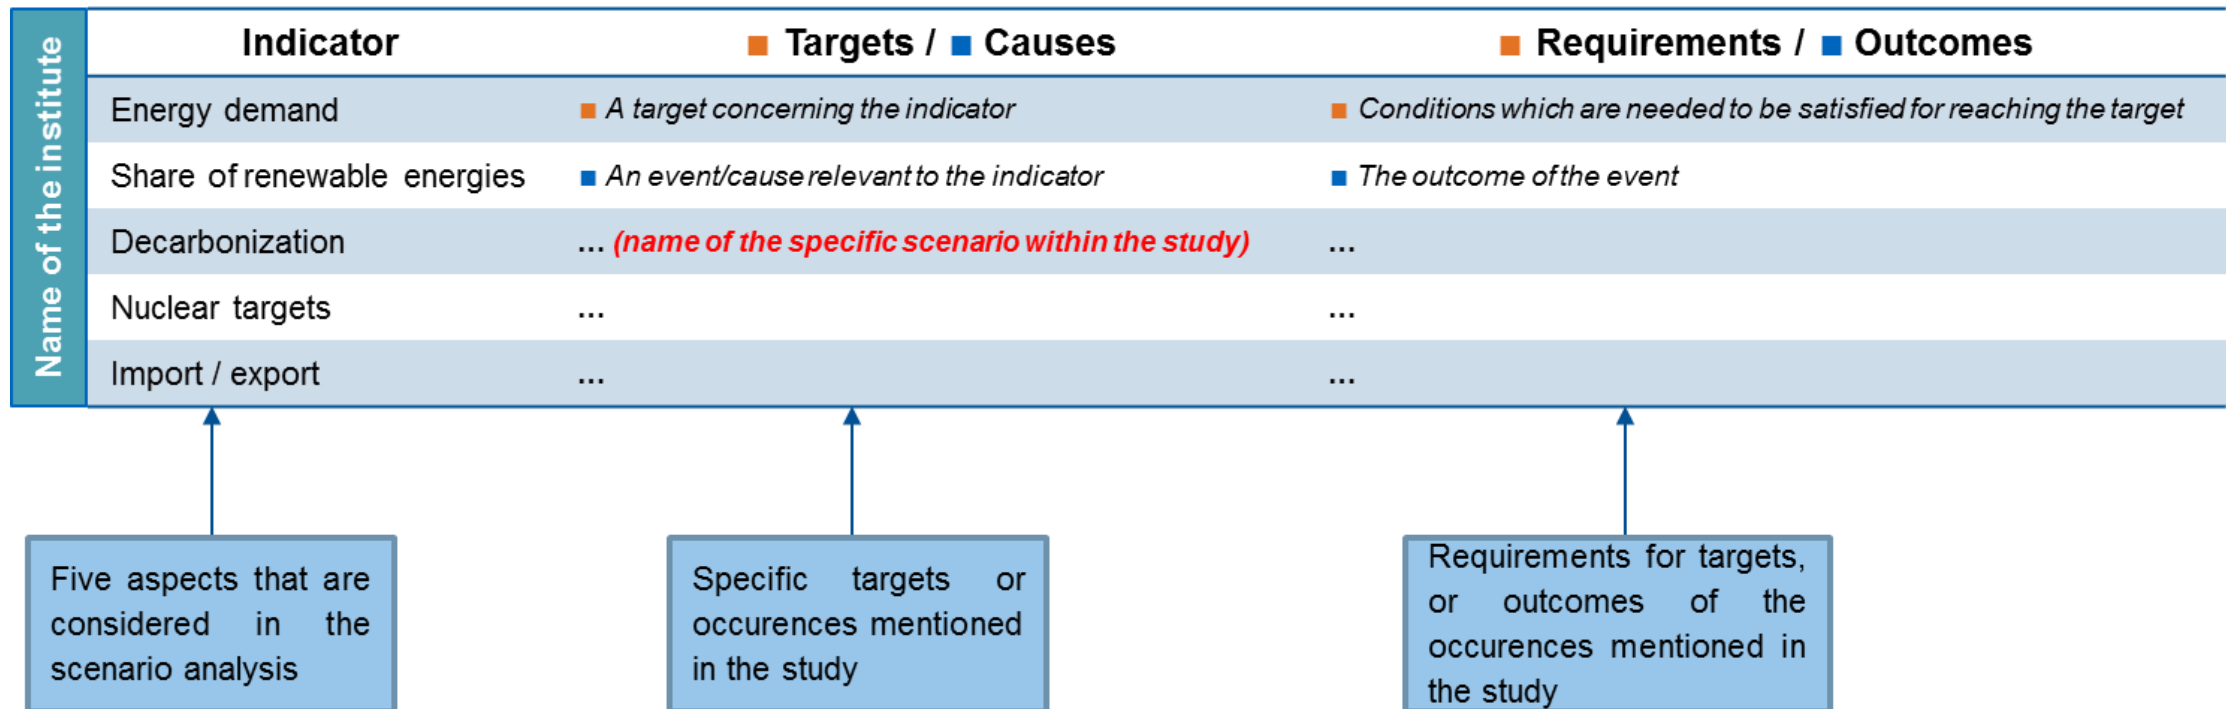 Name of the institute
Indicator
Targets / Causes
Requirements / Outcomes
Energy demand
A target concerning the indicator
Conditions which are needed to be satisfied for reaching the target
Share of renewable energies
An event/cause relevant to the indicator
The outcome of the event
Decarbonization
... (name of the specific scenario within the study)
...
Nuclear targets
...
...
Import / export
...
...
Five aspects that are
considered in the
scenario analysis
Specific targets or
occurences mentioned
in the study
Requirements for targets,
or outcomes of the
occurences mentioned in
the study